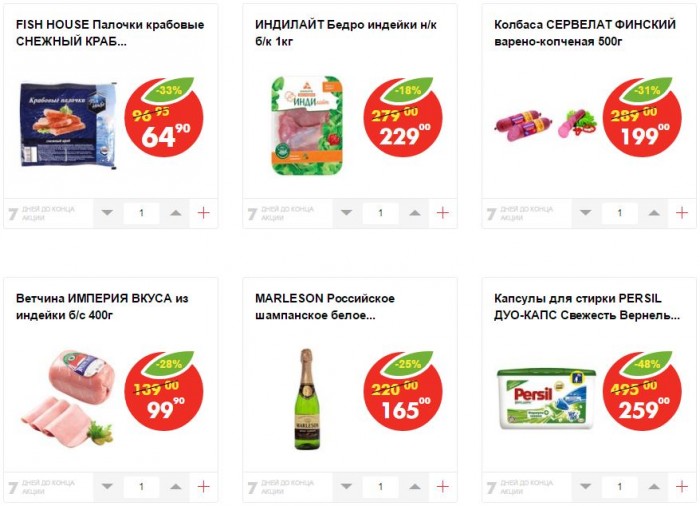 FISH HOUSE Палочки крабовые
СНЕЖНЫЙ КРАБ...
Крабовые палочки
-33%
96 95
64 90
7 ДНЕЙ ДО КОНЦА
АКЦИИ
1
ИНДИЛАЙТ Бедро индейки н/к
б/к 1кг
ИНДИлайт
-18%
279 00
229 00
7 ДНЕЙ ДО КОНЦА
АКЦИИ
1
Колбаса СЕРВЕЛАТ ФИНСКИЙ
варено-копченая 500г
-31%
289 00
199 00
7 ДНЕЙ ДО КОНЦА
АКЦИИ
1
Ветчина ИМПЕРИЯ ВКУСА из
индейки б/с 400г
-28%
139 00
99 90
7 ДНЕЙ ДО КОНЦА
АКЦИИ
1
MARLESON Российское
шампанское белое...
MARLESON
-25%
220 00
165 00
7 ДНЕЙ ДО КОНЦА
АКЦИИ
1
Капсулы для стирки PERSIL
ДУО-КАПС Свежесть Вернель...
Persil
-48%
495 00
259 00
7 ДНЕЙ ДО КОНЦА
АКЦИИ
1